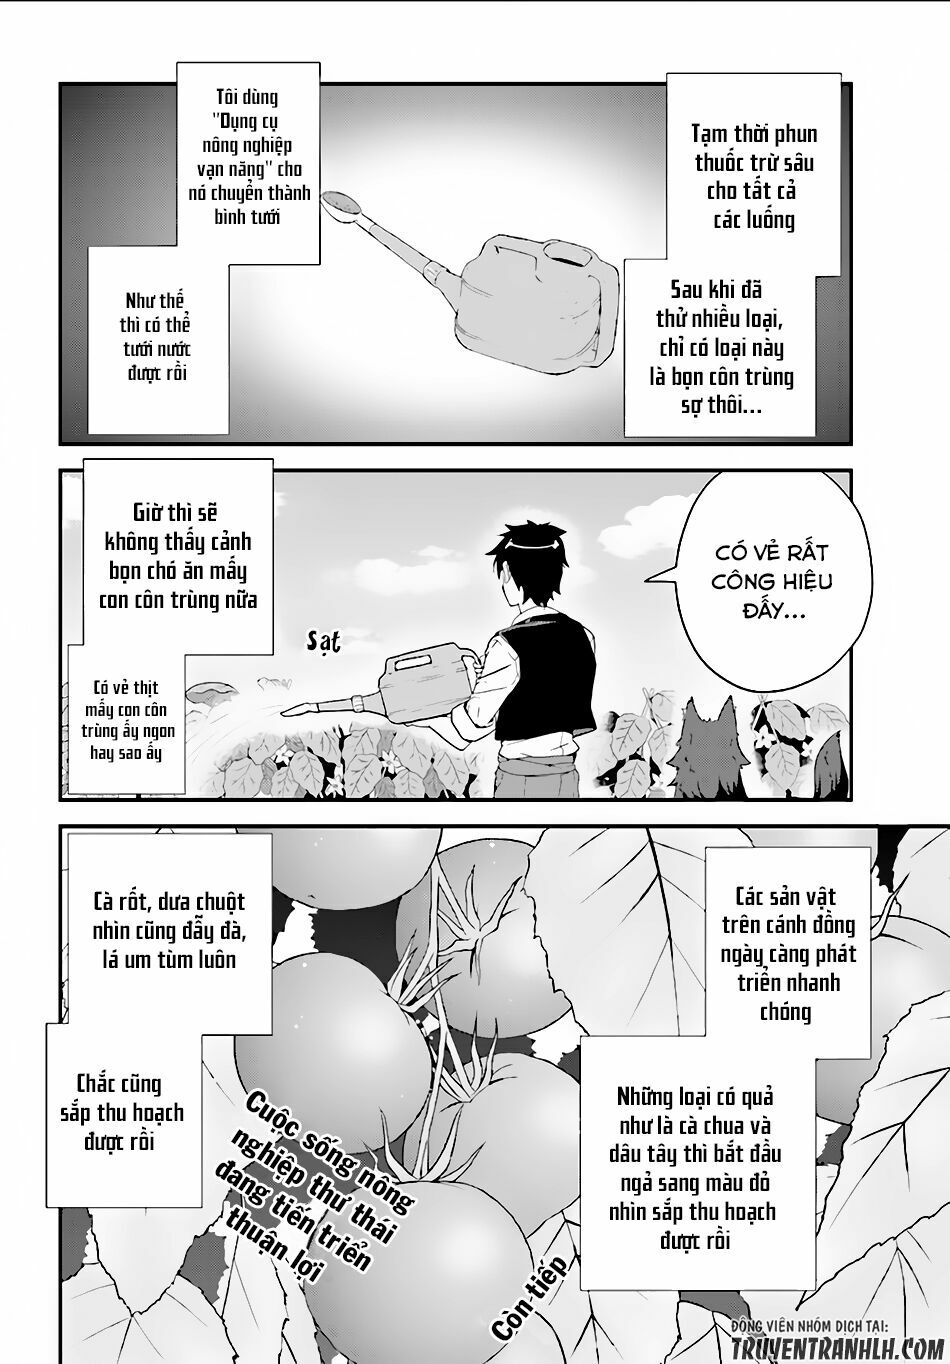 Tạm thời phun
thuốc trừ sâu
cho tất cả
các luống
Sau khi đã
thử nhiều loại,
chỉ có loại này
là bọn côn trùng
sợ thôi...
Tôi dùng
"Dụng cụ
nông nghiệp
vạn năng" cho
nó chuyển thành
bình tưới
Như thế
thì có thể
tưới nước
được rồi
CÓ VẺ RẤT
CÔNG HIỆU
ĐẤY...
Sạt
Giờ thì sẽ
không thấy cảnh
bọn chó ăn mấy
con côn trùng nữa
Có vẻ thịt
mấy con côn
trùng ấy ngon
hay sao ấy
Các sản vật
trên cánh đồng
ngày càng phát
triển nhanh
chóng
Những loại có quả
như là cà chua và
dâu tây thì bắt đầu
ngả sang màu đỏ
nhìn sắp thu hoạch
được rồi
Cà rốt, dưa chuột
nhìn cũng đẫy đà,
lá um tùm luôn
Chắc cũng
sắp thu hoạch
được rồi
Cuộc sống nông
nghiệp thư thái
đang tiến triển
thuận lợi
Còn tiếp
ĐỘNG VIÊN NHÓM DỊCH TẠI:
TRUYENTRANHLH.COM